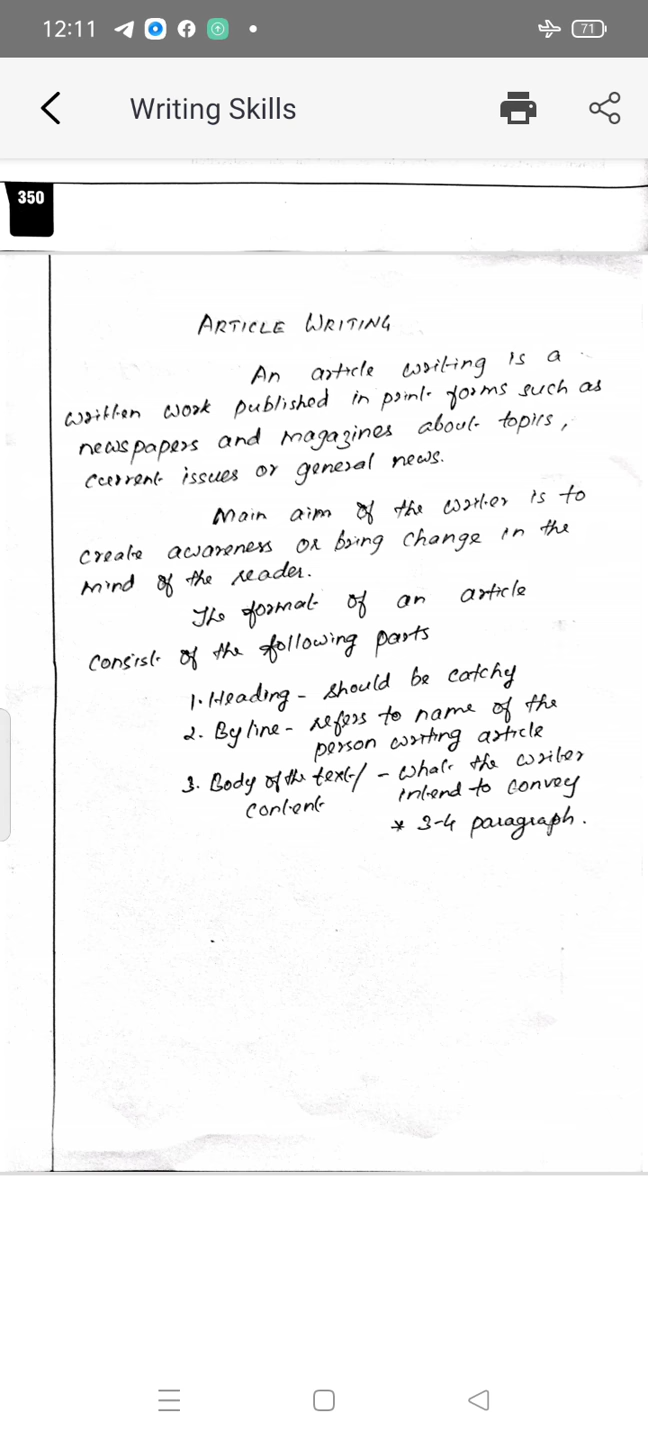 12:11
71
Writing Skills
350
ARTICLE WRITING
An article writing is a
written work published in print forms such as
newspapers and magazines about topics,
current issues or general news.
Main aim of the writer is to
create awareness or bring change in the
mind of the reader.
The format of an article
consist of the following parts
1. Heading - should be catchy
2. By line - refers to name of the
person writing article
3. Body of the text/ - what the writer
content intend to convey
* 3-4 paragraph.